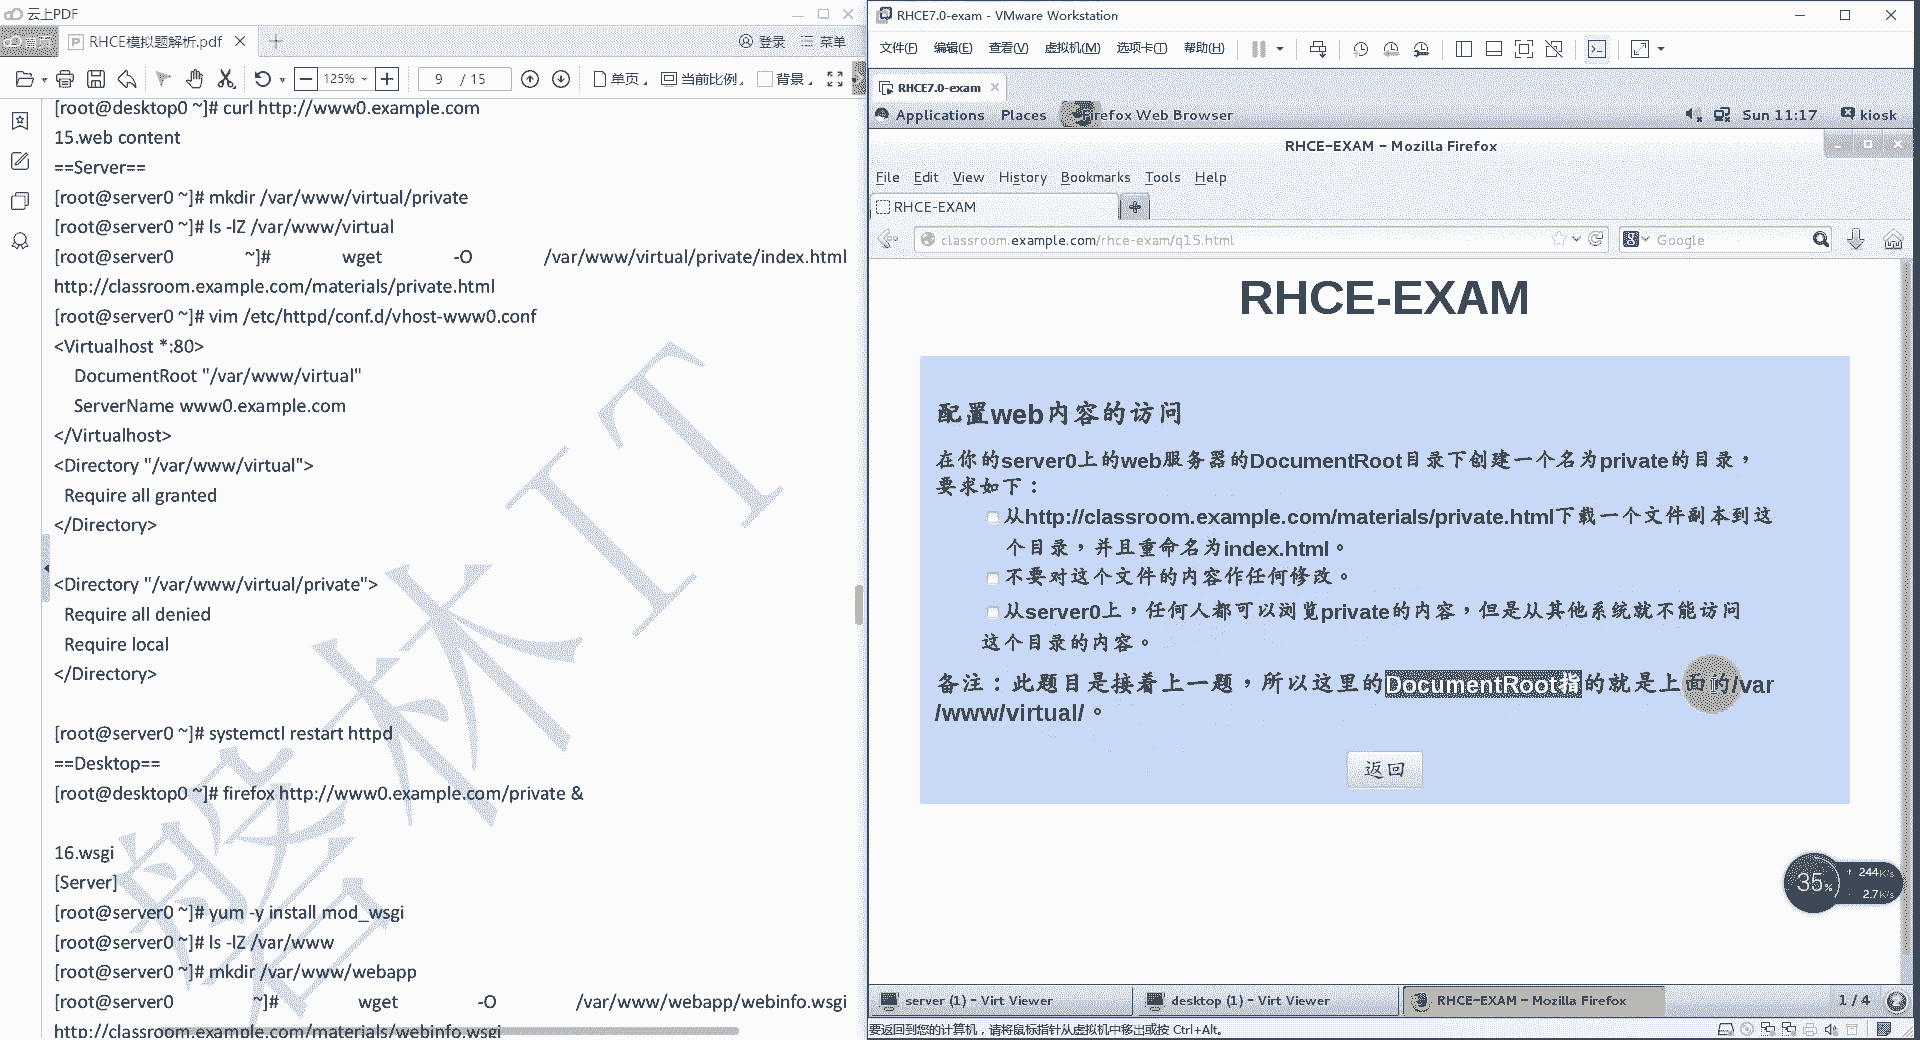 云上PDF
首页
RHCE模拟题解析.pdf
登录
菜单
125%
9 / 15
单页
当前比例
背景
[root@desktop0 ~]# curl http://www0.example.com
15.web content
==Server==
[root@server0 ~]# mkdir /var/www/virtual/private
[root@server0 ~]# ls -lZ /var/www/virtual
[root@server0 ~]# wget -O /var/www/virtual/private/index.html
http://classroom.example.com/materials/private.html
[root@server0 ~]# vim /etc/httpd/conf.d/vhost-www0.conf
<Virtualhost *:80>
DocumentRoot "/var/www/virtual"
ServerName www0.example.com
</Virtualhost>
<Directory "/var/www/virtual">
Require all granted
</Directory>
<Directory "/var/www/virtual/private">
Require all denied
Require local
</Directory>
[root@server0 ~]# systemctl restart httpd
==Desktop==
[root@desktop0 ~]# firefox http://www0.example.com/private &
16.wsgi
[Server]
[root@server0 ~]# yum -y install mod_wsgi
[root@server0 ~]# ls -lZ /var/www
[root@server0 ~]# mkdir /var/www/webapp
[root@server0 ~]# wget -O /var/www/webapp/webinfo.wsgi
http://classroom.example.com/materials/webinfo.wsgi
誉林IT
RHCE7.0-exam - VMware Workstation
文件(F) 编辑(E) 查看(V) 虚拟机(M) 选项卡(T) 帮助(H)
RHCE7.0-exam
Applications Places Firefox Web Browser Sun 11:17 kiosk
RHCE-EXAM – Mozilla Firefox
File Edit View History Bookmarks Tools Help
RHCE-EXAM
classroom.example.com/rhce-exam/q15.html
Google
RHCE-EXAM
配置web内容的访问
在你的server0上的web服务器的DocumentRoot目录下创建一个名为private的目录，
要求如下：
从http://classroom.example.com/materials/private.html下载一个文件副本到这
个目录，并且重命名为index.html。
不要对这个文件的内容作任何修改。
从server0上，任何人都可以浏览private的内容，但是从其他系统就不能访问
这个目录的内容。
备注：此题目是接着上一题，所以这里的DocumentRoot指的就是上面的/var
/www/virtual/。
返回
35%
244K/s
2.7K/s
server (1) - Virt Viewer
desktop (1) - Virt Viewer
RHCE-EXAM – Mozilla Firefox
1 / 4
要返回到您的计算机，请将鼠标指针从虚拟机中移出或按 Ctrl+Alt。